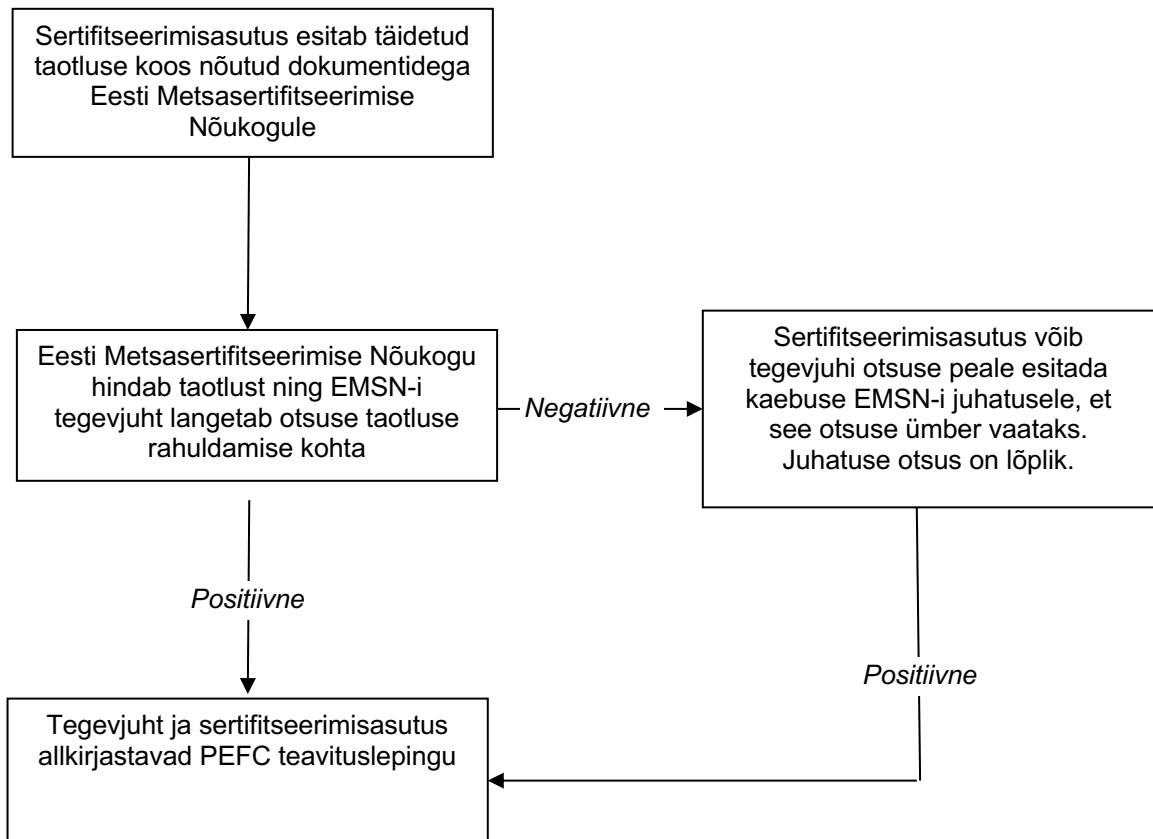 Sertifitseerimisasutus esitab täidetud
taotluse koos nõutud dokumentidega
Eesti Metsasertifitseerimise
Nõukogule
Eesti Metsasertifitseerimise Nõukogu
hindab taotlust ning EMSN-i
tegevjuht langetab otsuse taotluse
rahuldamise kohta
Negatiivne
Sertifitseerimisasutus võib
tegevjuhi otsuse peale esitada
kaebuse EMSN-i juhatusele, et
see otsuse ümber vaataks.
Juhatuse otsus on lõplik.
Positiivne
Positiivne
Tegevjuht ja sertifitseerimisasutus
allkirjastavad PEFC teavituslepingu